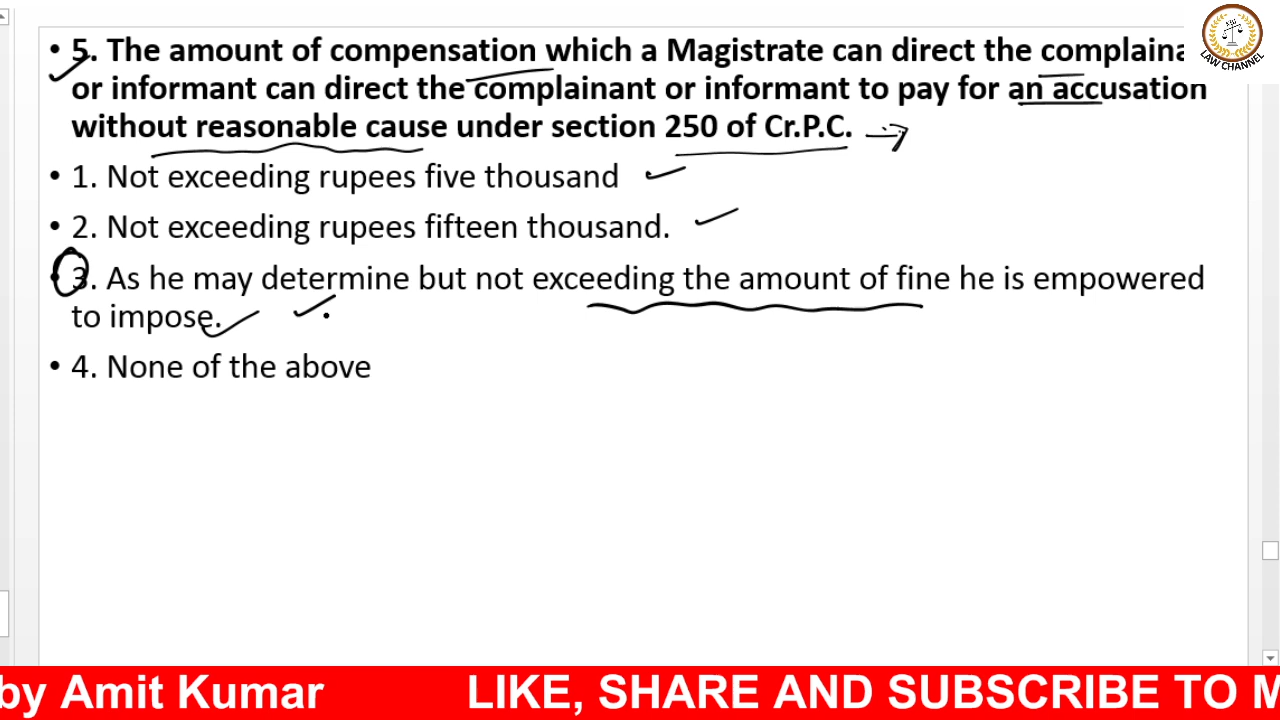 • 5. The amount of compensation which a Magistrate can direct the complaina
or informant can direct the complainant or informant to pay for an accusation
without reasonable cause under section 250 of Cr.P.C.
• 1. Not exceeding rupees five thousand
• 2. Not exceeding rupees fifteen thousand.
• 3. As he may determine but not exceeding the amount of fine he is empowered
to impose.
• 4. None of the above
LAW CHANNEL
by Amit Kumar LIKE, SHARE AND SUBSCRIBE TO M